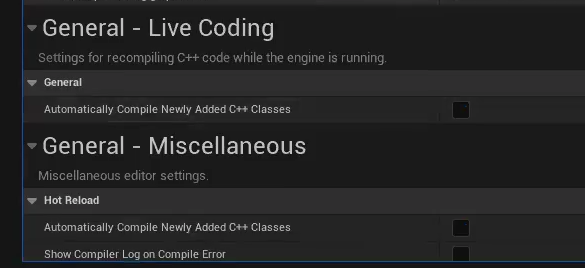 General - Live Coding
Settings for recompiling C++ code while the engine is running.
General
Automatically Compile Newly Added C++ Classes
General - Miscellaneous
Miscellaneous editor settings.
Hot Reload
Automatically Compile Newly Added C++ Classes
Show Compiler Log on Compile Error